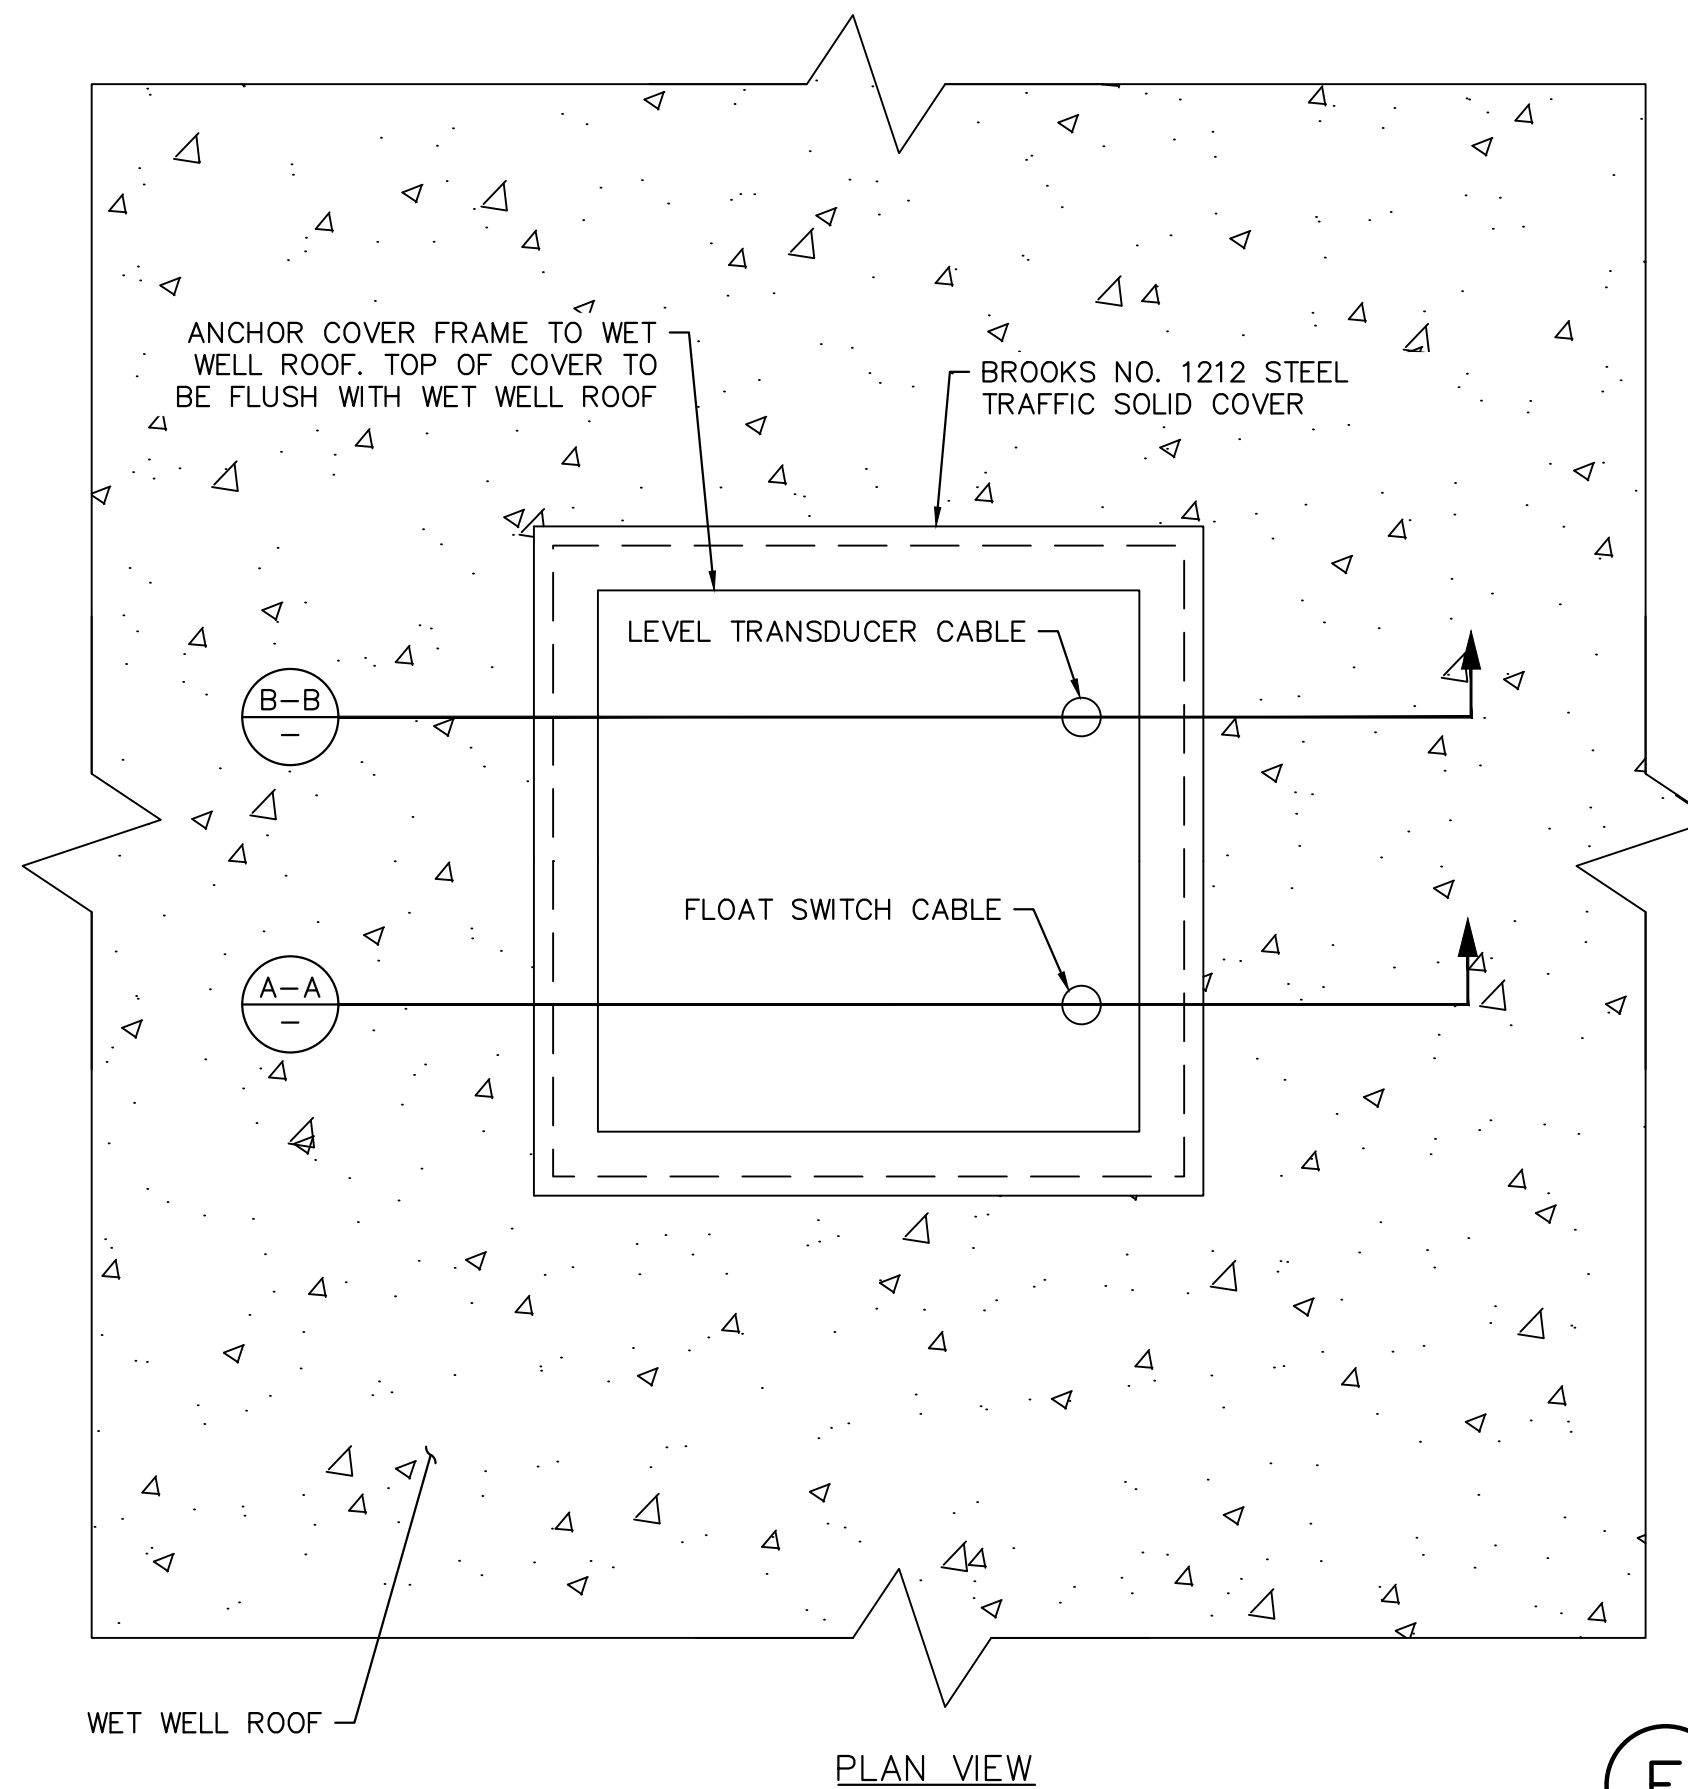 ANCHOR COVER FRAME TO WET
WELL ROOF. TOP OF COVER TO
BE FLUSH WITH WET WELL ROOF
BROOKS NO. 1212 STEEL
TRAFFIC SOLID COVER
LEVEL TRANSDUCER CABLE
B-B
-
FLOAT SWITCH CABLE
A-A
-
WET WELL ROOF
PLAN VIEW